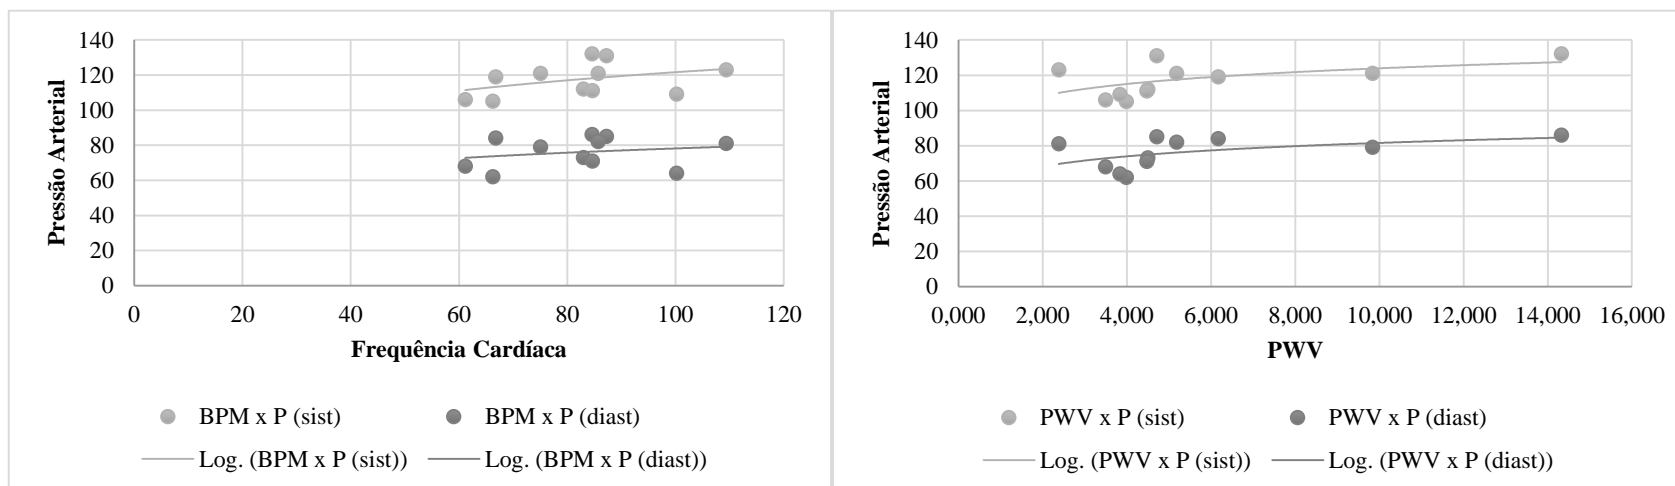 140
120
100
80
60
40
20
0
Pressão Arterial
0 20 40 60 80 100 120
Frequência Cardíaca
BPM x P (sist) BPM x P (diast)
Log. (BPM x P (sist)) Log. (BPM x P (diast))
140
120
100
80
60
40
20
0
Pressão Arterial
0,000 2,000 4,000 6,000 8,000 10,000 12,000 14,000 16,000
PWV
PWV x P (sist) PWV x P (diast)
Log. (PWV x P (sist)) Log. (PWV x P (diast))